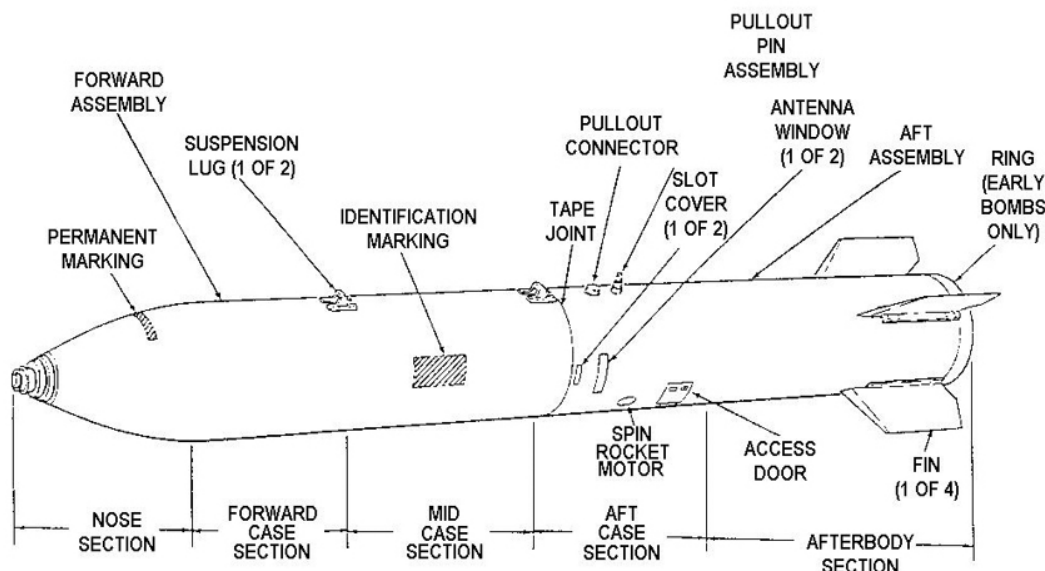 PULLOUT
PIN
ASSEMBLY
FORWARD
ASSEMBLY
SUSPENSION
LUG (1 OF 2)
PULLOUT
CONNECTOR
ANTENNA
WINDOW
(1 OF 2)
AFT
ASSEMBLY
RING
(EARLY
BOMBS
ONLY)
PERMANENT
MARKING
IDENTIFICATION
MARKING
TAPE
JOINT
SLOT
COVER
(1 OF 2)
SPIN
ROCKET
MOTOR
ACCESS
DOOR
FIN
(1 OF 4)
NOSE
SECTION
FORWARD
CASE
SECTION
MID
CASE
SECTION
AFT
CASE
SECTION
AFTERBODY
SECTION